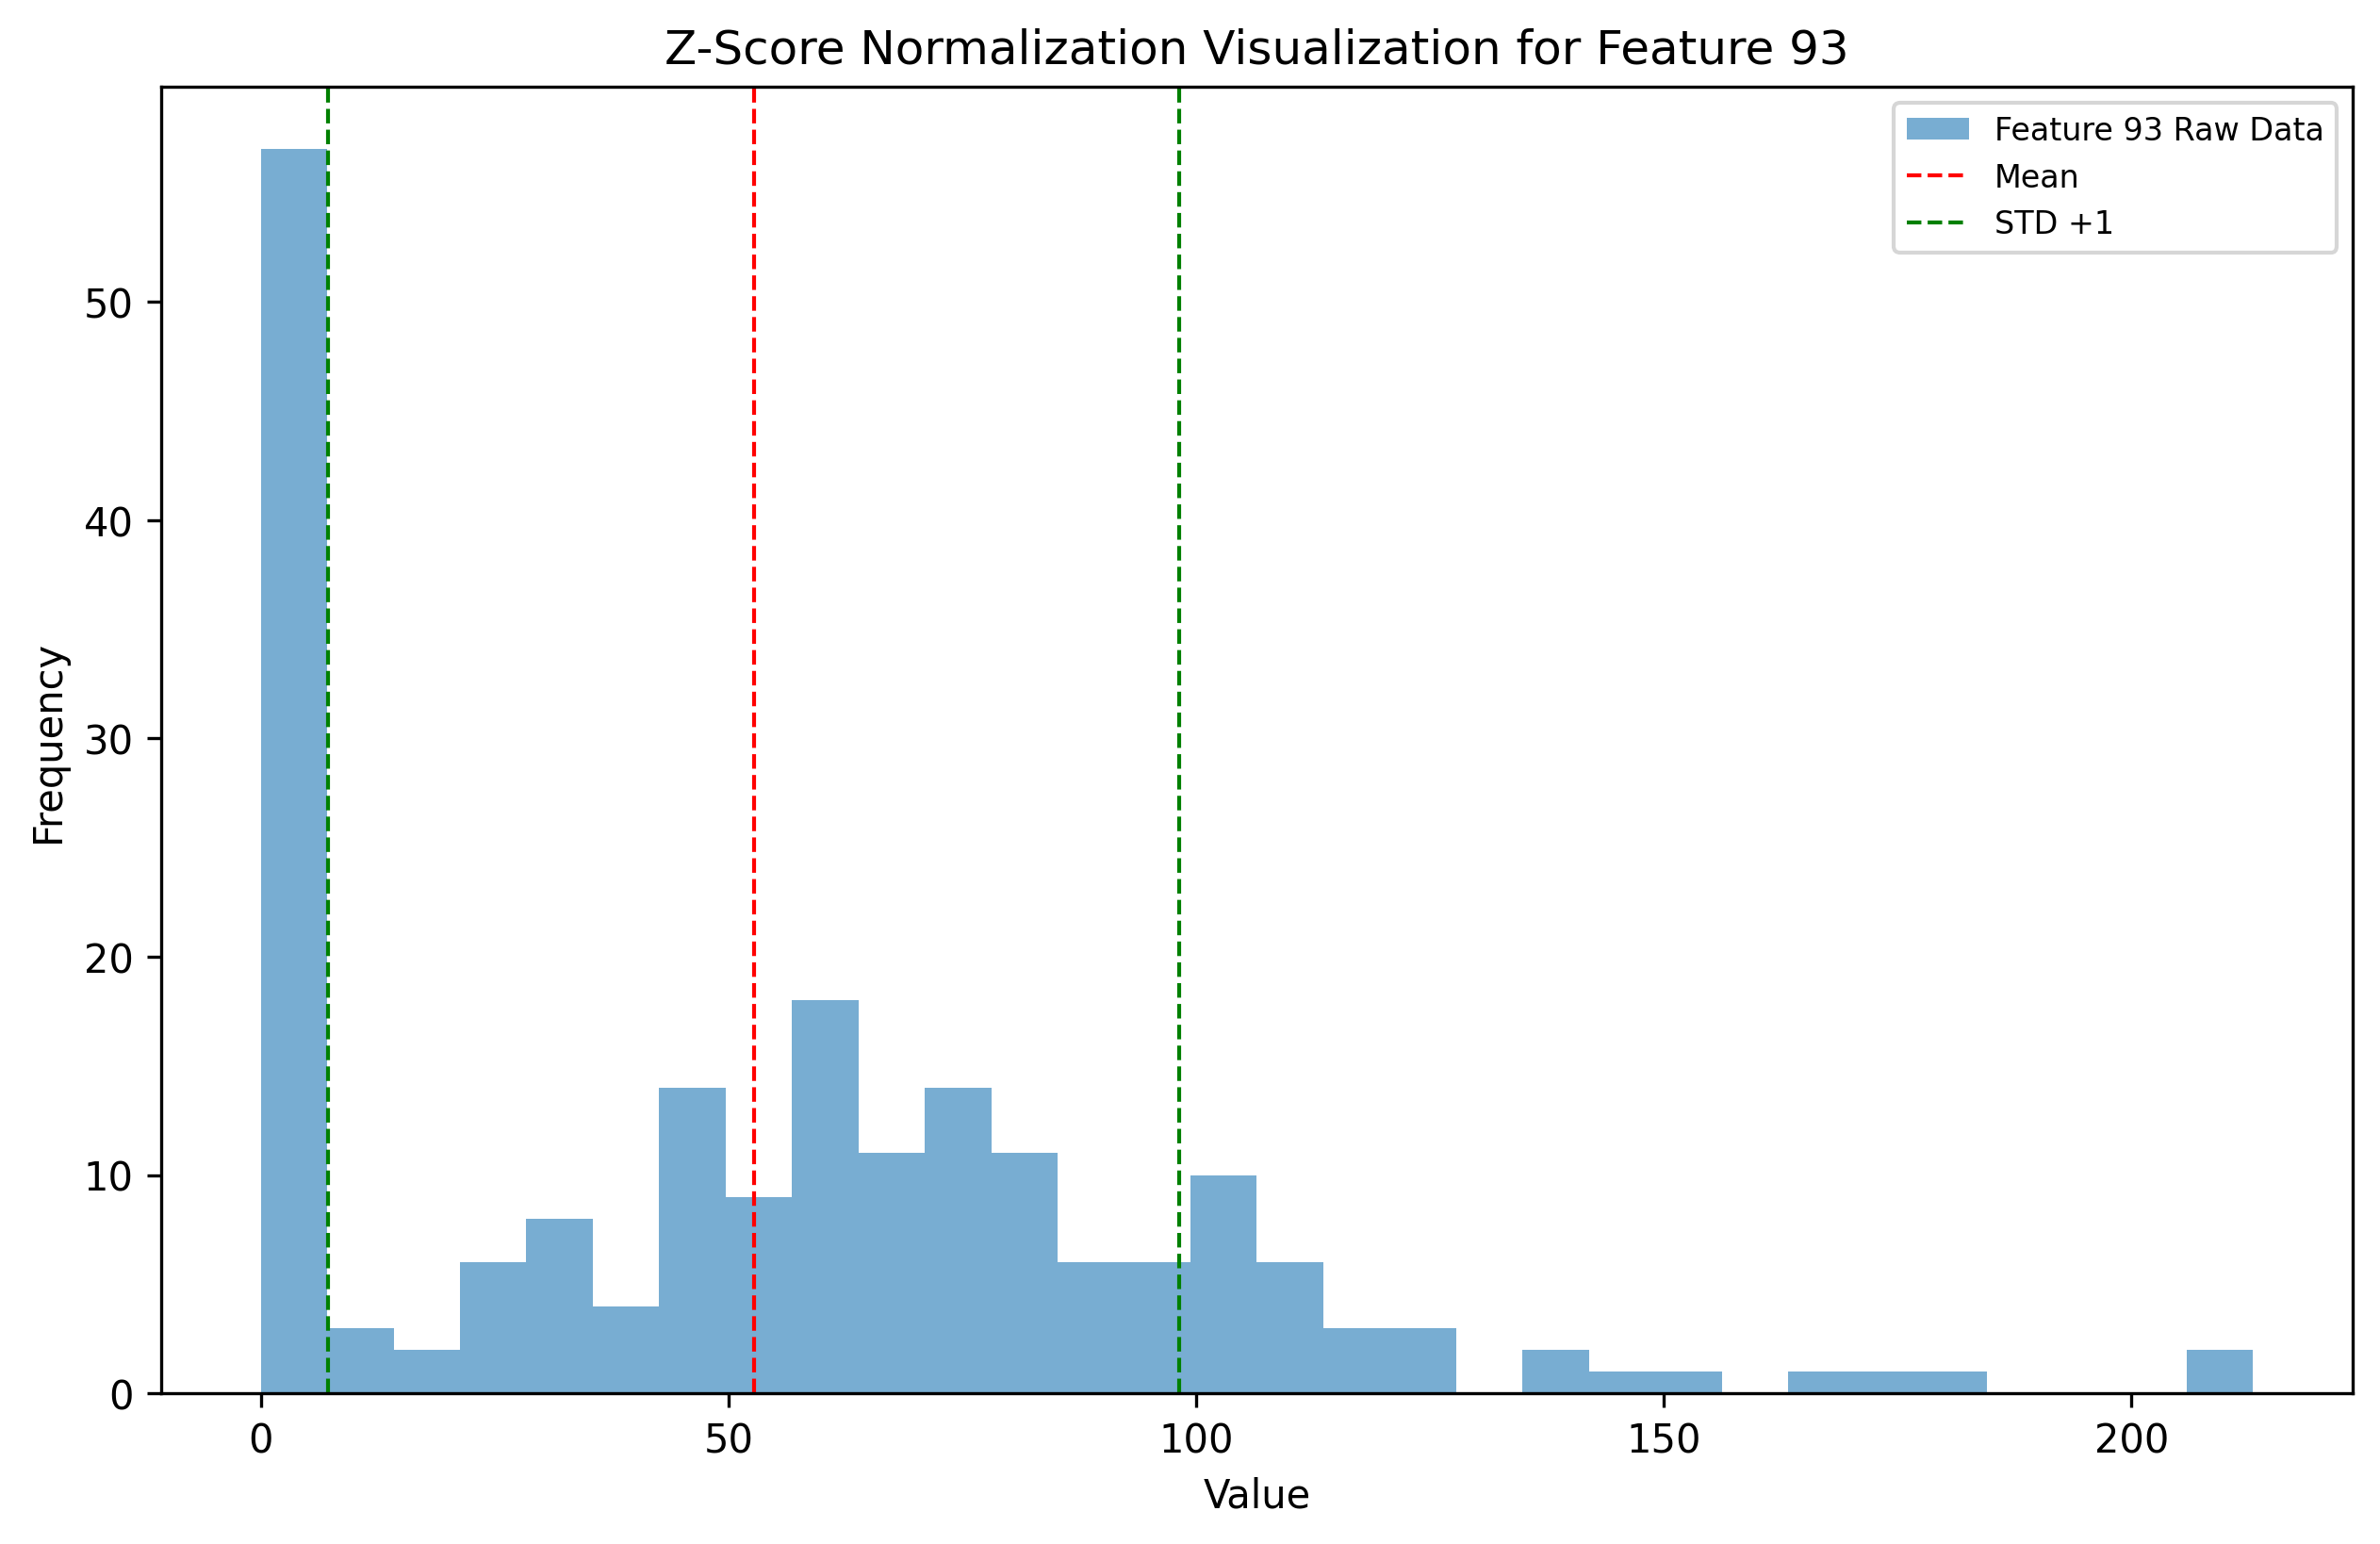 Z-Score Normalization Visualization for Feature 93
Feature 93 Raw Data
Mean
STD +1
Frequency
50
40
30
20
10
0
0 50 100 150 200
Value